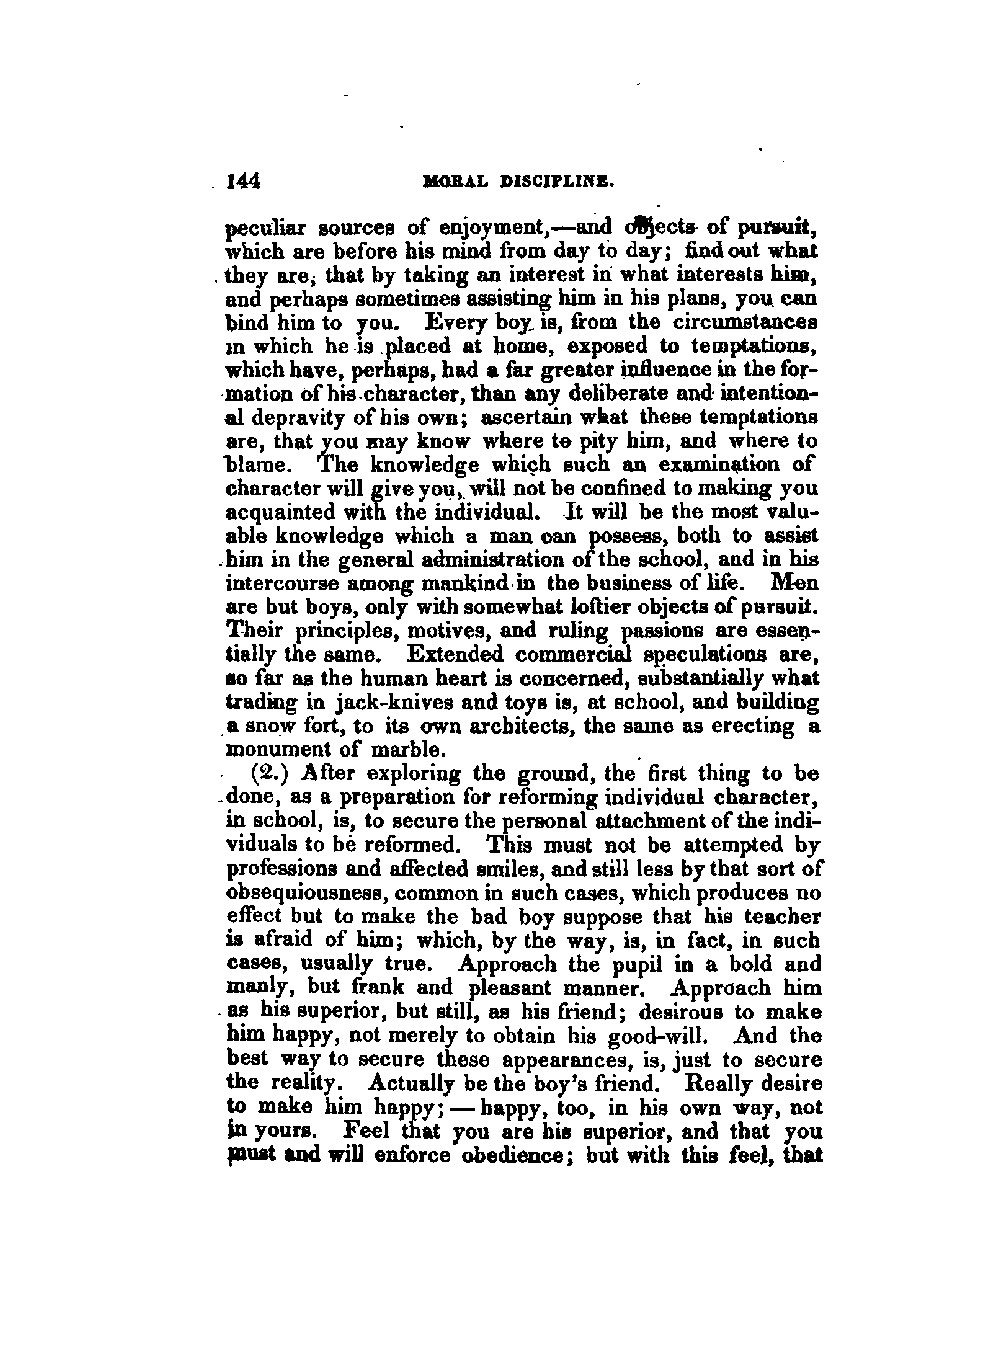 144 MORAL DISCIPLINE.
peculiar sources of enjoyment,—and objects of pursuit,
which are before his mind from day to day; find out what
they are, that by taking an interest in what interests him,
and perhaps sometimes assisting him in his plans, you can
bind him to you. Every boy is, from the circumstances
in which he is placed at home, exposed to temptations,
which have, perhaps, had a far greater influence in the for-
mation of his character, than any deliberate and intention-
al depravity of his own; ascertain what these temptations
are, that you may know where to pity him, and where to
blame. The knowledge which such an examination of
character will give you, will not be confined to making you
acquainted with the individual. It will be the most valu-
able knowledge which a man can possess, both to assist
him in the general administration of the school, and in his
intercourse among mankind in the business of life. Men
are but boys, only with somewhat loftier objects of pursuit.
Their principles, motives, and ruling passions are essen-
tially the same. Extended commercial speculations are,
so far as the human heart is concerned, substantially what
trading in jack-knives and toys is, at school, and building
a snow fort, to its own architects, the same as erecting a
monument of marble.
(2.) After exploring the ground, the first thing to be
done, as a preparation for reforming individual character,
in school, is, to secure the personal attachment of the indi-
viduals to be reformed. This must not be attempted by
professions and affected smiles, and still less by that sort of
obsequiousness, common in such cases, which produces no
effect but to make the bad boy suppose that his teacher
is afraid of him; which, by the way, is, in fact, in such
cases, usually true. Approach the pupil in a bold and
manly, but frank and pleasant manner. Approach him
as his superior, but still, as his friend; desirous to make
him happy, not merely to obtain his good-will. And the
best way to secure these appearances, is, just to secure
the reality. Actually be the boy's friend. Really desire
to make him happy;—happy, too, in his own way, not
in yours. Feel that you are his superior, and that you
must and will enforce obedience; but with this feel, that